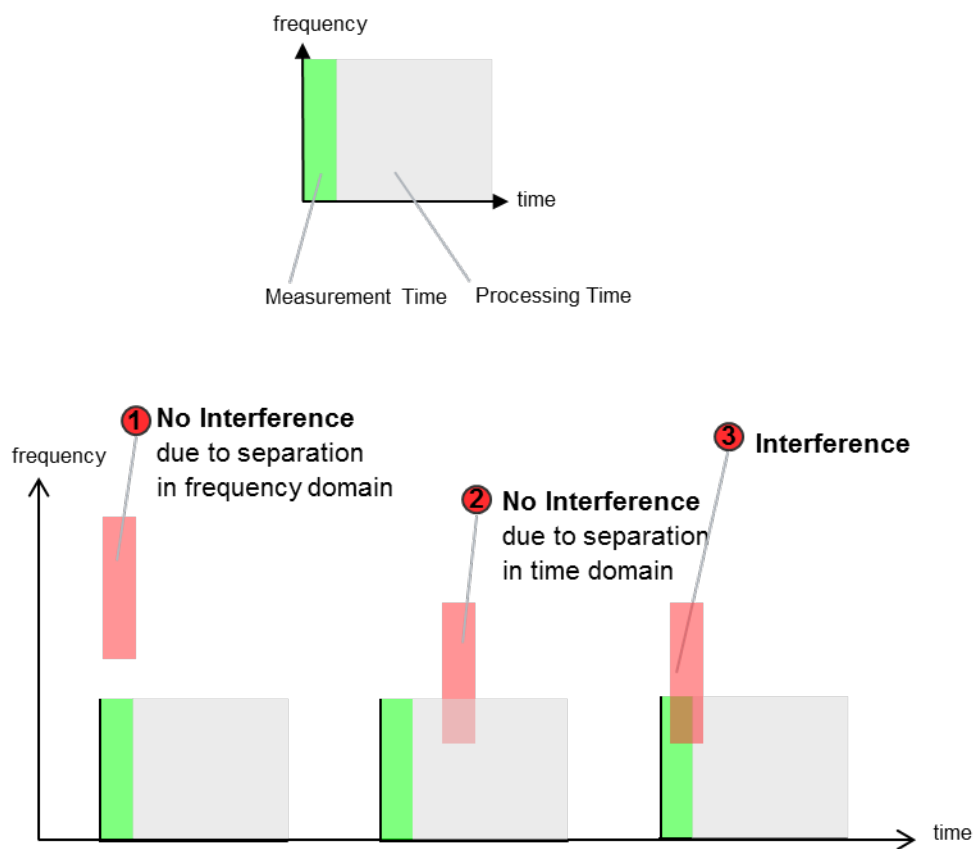 frequency
time
Measurement Time
Processing Time
1
No Interference
due to separation
in frequency domain
3
Interference
frequency
2
No Interference
due to separation
in time domain
time